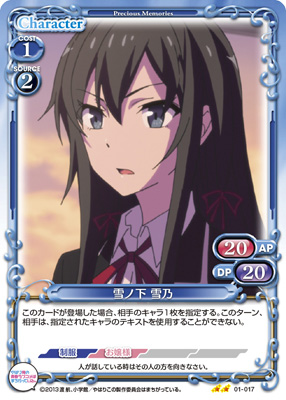 Precious Memories
Character
COST
1
SOURCE
2
20 AP
DP 20
雪ノ下 雪乃
このカードが登場した場合、相手のキャラ1枚を指定する。このターン、
相手は、指定されたキャラのテキストを使用することができない。
制服 お嬢様
人が話している時はその人の方を向きなさい。
©2013 渡 航、小学館／やはりこの製作委員会はまちがっている。
01-017